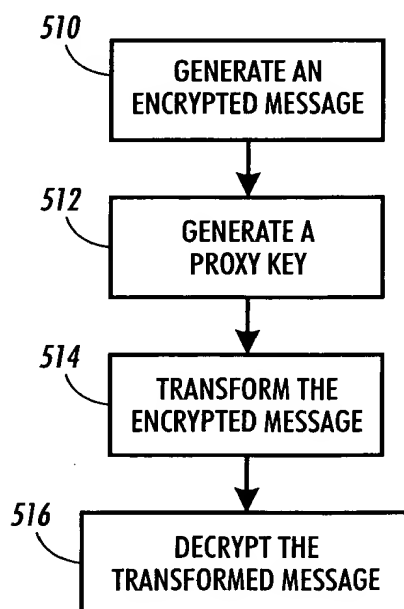 510
GENERATE AN
ENCRYPTED MESSAGE
512
GENERATE A
PROXY KEY
514
TRANSFORM THE
ENCRYPTED MESSAGE
516
DECRYPT THE
TRANSFORMED MESSAGE